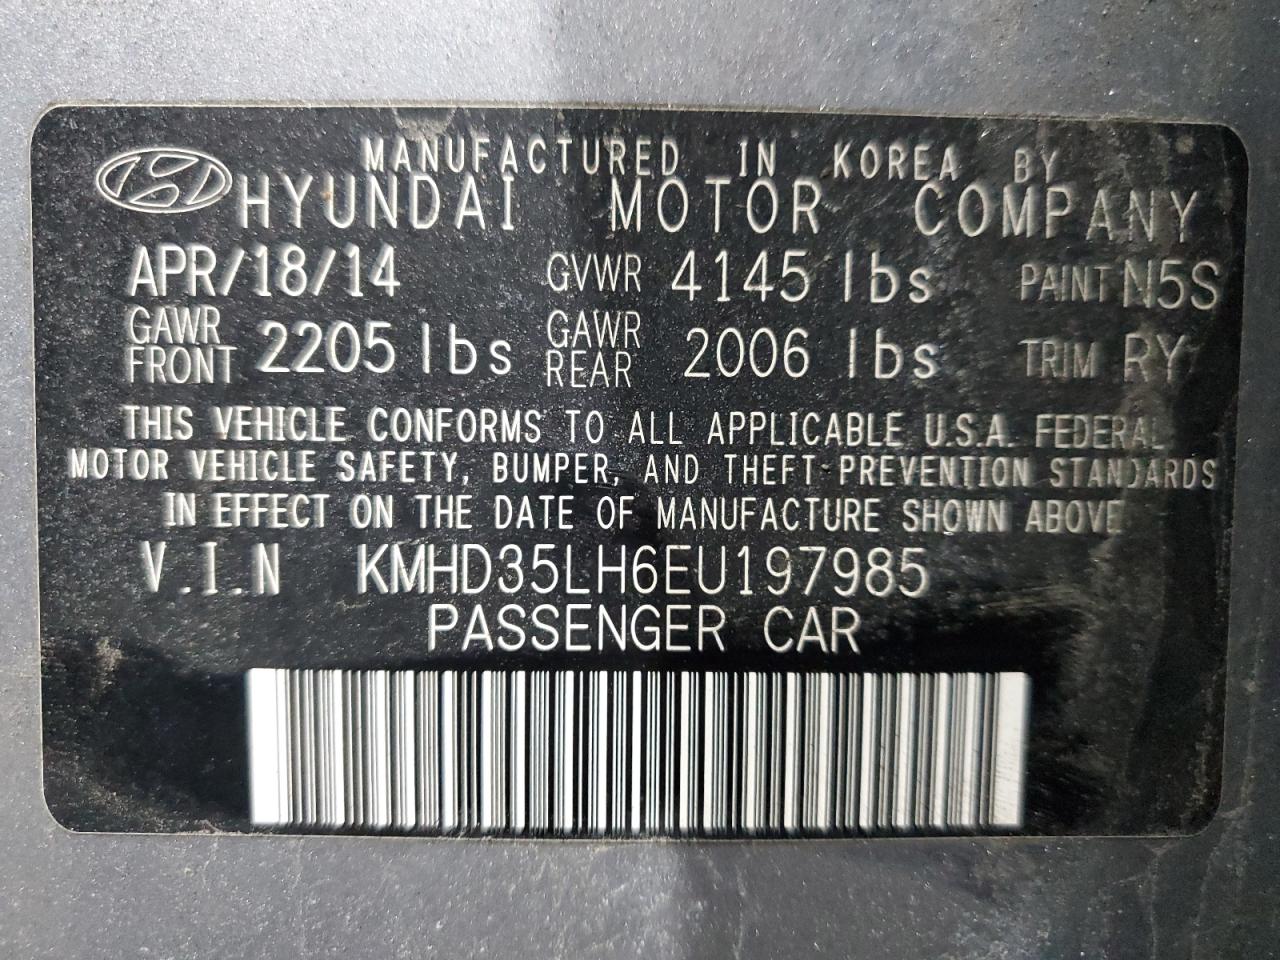 MANUFACTURED IN KOREA BY
HYUNDAI MOTOR COMPANY
APR/18/14 GVWR 4145 lbs PAINT N5S
GAWR FRONT 2205 lbs GAWR REAR 2006 lbs TRIM RY
THIS VEHICLE CONFORMS TO ALL APPLICABLE U.S.A. FEDERAL
MOTOR VEHICLE SAFETY, BUMPER, AND THEFT PREVENTION STANDARDS
IN EFFECT ON THE DATE OF MANUFACTURE SHOWN ABOVE
V.I.N KMHD35LH6EU197985
PASSENGER CAR